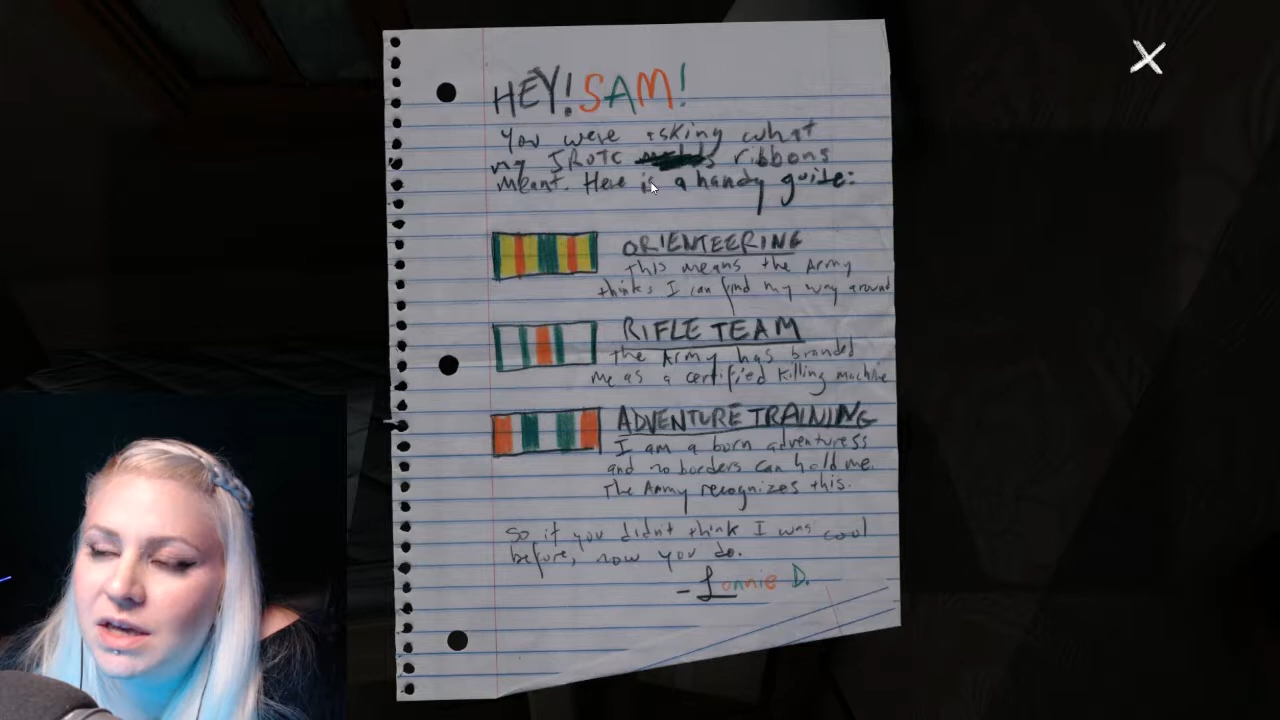 HEY! SAM!
You were asking what
my JROTC ribbons
meant. Here is a handy guide:
ORIENTEERING
This means the Army
thinks I can find my way around
RIFLE TEAM
The Army has branded
me as a certified killing machine
ADVENTURE TRAINING
I am a born adventuress
and no borders can hold me.
The Army recognizes this.
So if you didn't think I was cool
before, now you do.
- Lonnie D.